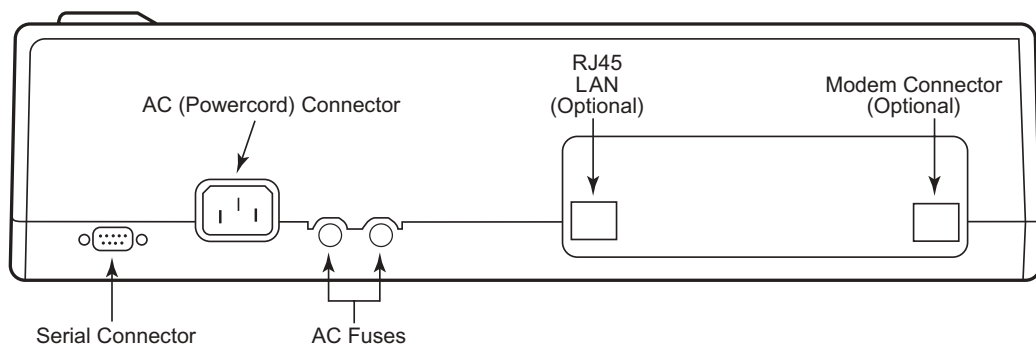 RJ45
LAN
(Optional)
Modem Connector
(Optional)
AC (Powercord) Connector
Serial Connector
AC Fuses